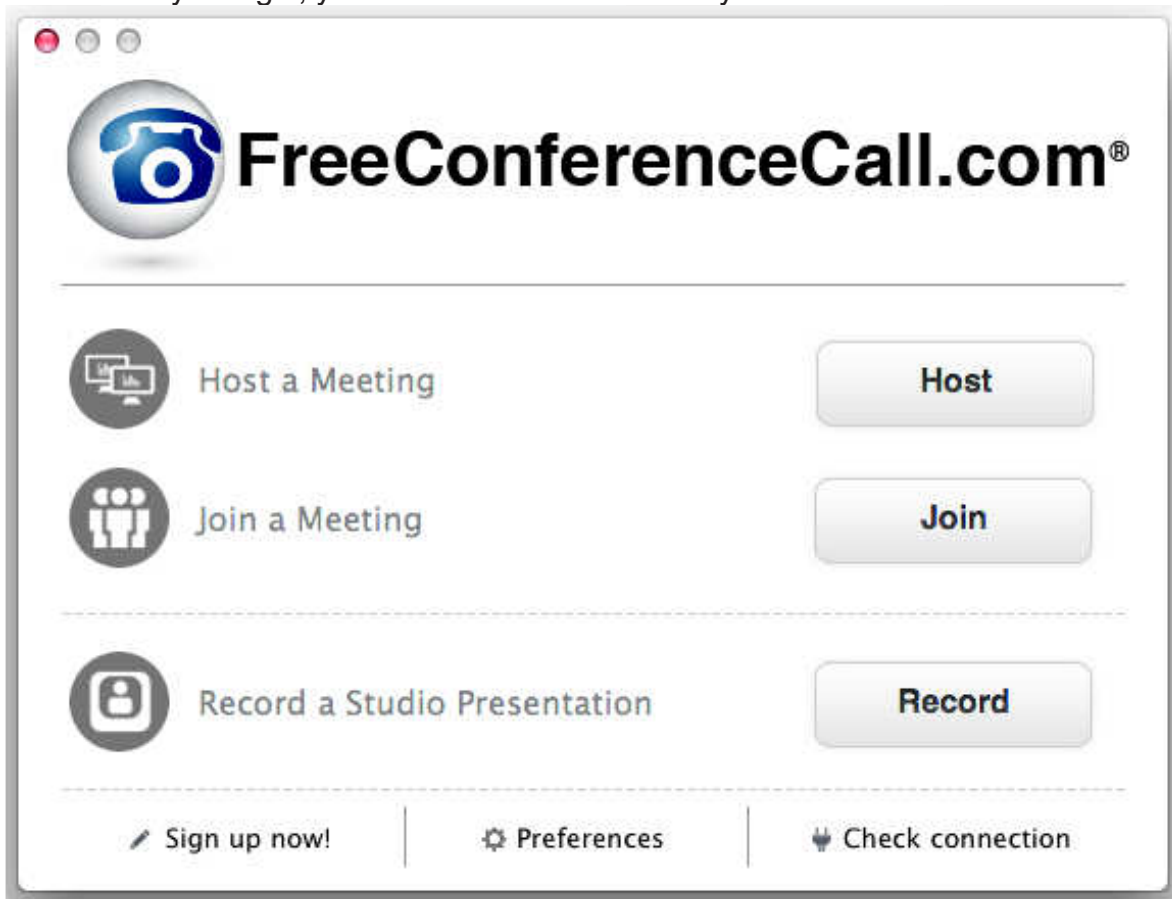 FreeConferenceCall.com®
Host a Meeting
Host
Join a Meeting
Join
Record a Studio Presentation
Record
Sign up now! Preferences Check connection